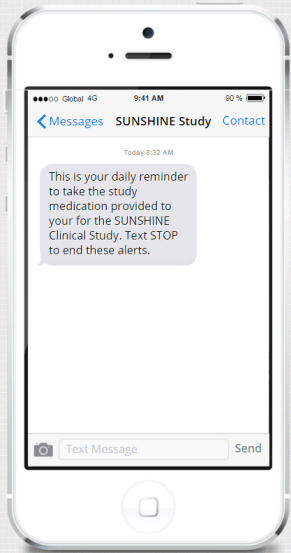 Global 4G 9:41 AM 90 %
Messages SUNSHINE Study Contact
Today 8:32 AM
This is your daily reminder
to take the study
medication provided to
your for the SUNSHINE
Clinical Study. Text STOP
to end these alerts.
Text Message Send